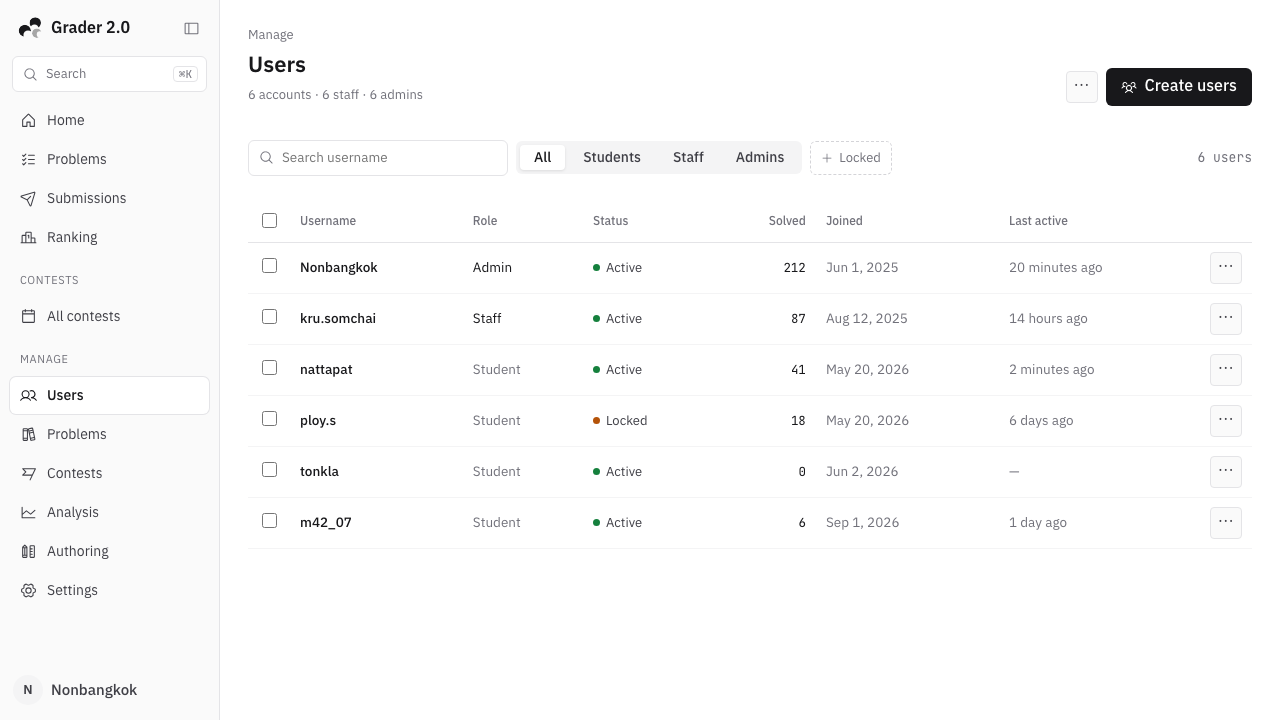 Grader 2.0
Search ⌘K
Home
Problems
Submissions
Ranking
CONTESTS
All contests
MANAGE
Users
Problems
Contests
Analysis
Authoring
Settings
N Nonbangkok
Manage
Users
6 accounts · 6 staff · 6 admins
··· Create users
Search username All Students Staff Admins + Locked 6 users
Username Role Status Solved Joined Last active
Nonbangkok Admin Active 212 Jun 1, 2025 20 minutes ago ···
kru.somchai Staff Active 87 Aug 12, 2025 14 hours ago ···
nattapat Student Active 41 May 20, 2026 2 minutes ago ···
ploy.s Student Locked 18 May 20, 2026 6 days ago ···
tonkla Student Active 0 Jun 2, 2026 — ···
m42_07 Student Active 6 Sep 1, 2026 1 day ago ···